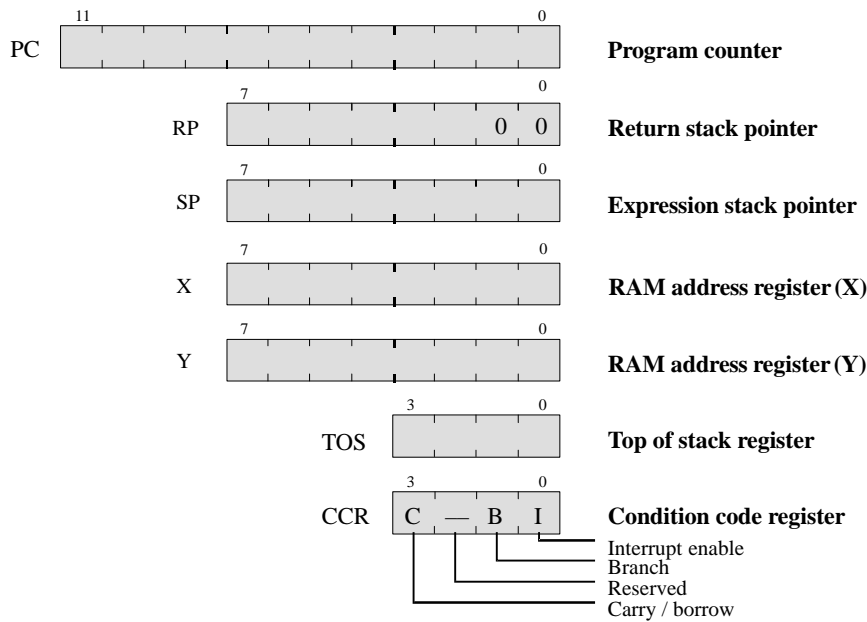 11 0
PC Program counter
7 0
RP 0 0 Return stack pointer
7 0
SP Expression stack pointer
7 0
X RAM address register (X)
7 0
Y RAM address register (Y)
3 0
TOS Top of stack register
3 0
CCR C — B I Condition code register
Interrupt enable
Branch
Reserved
Carry / borrow